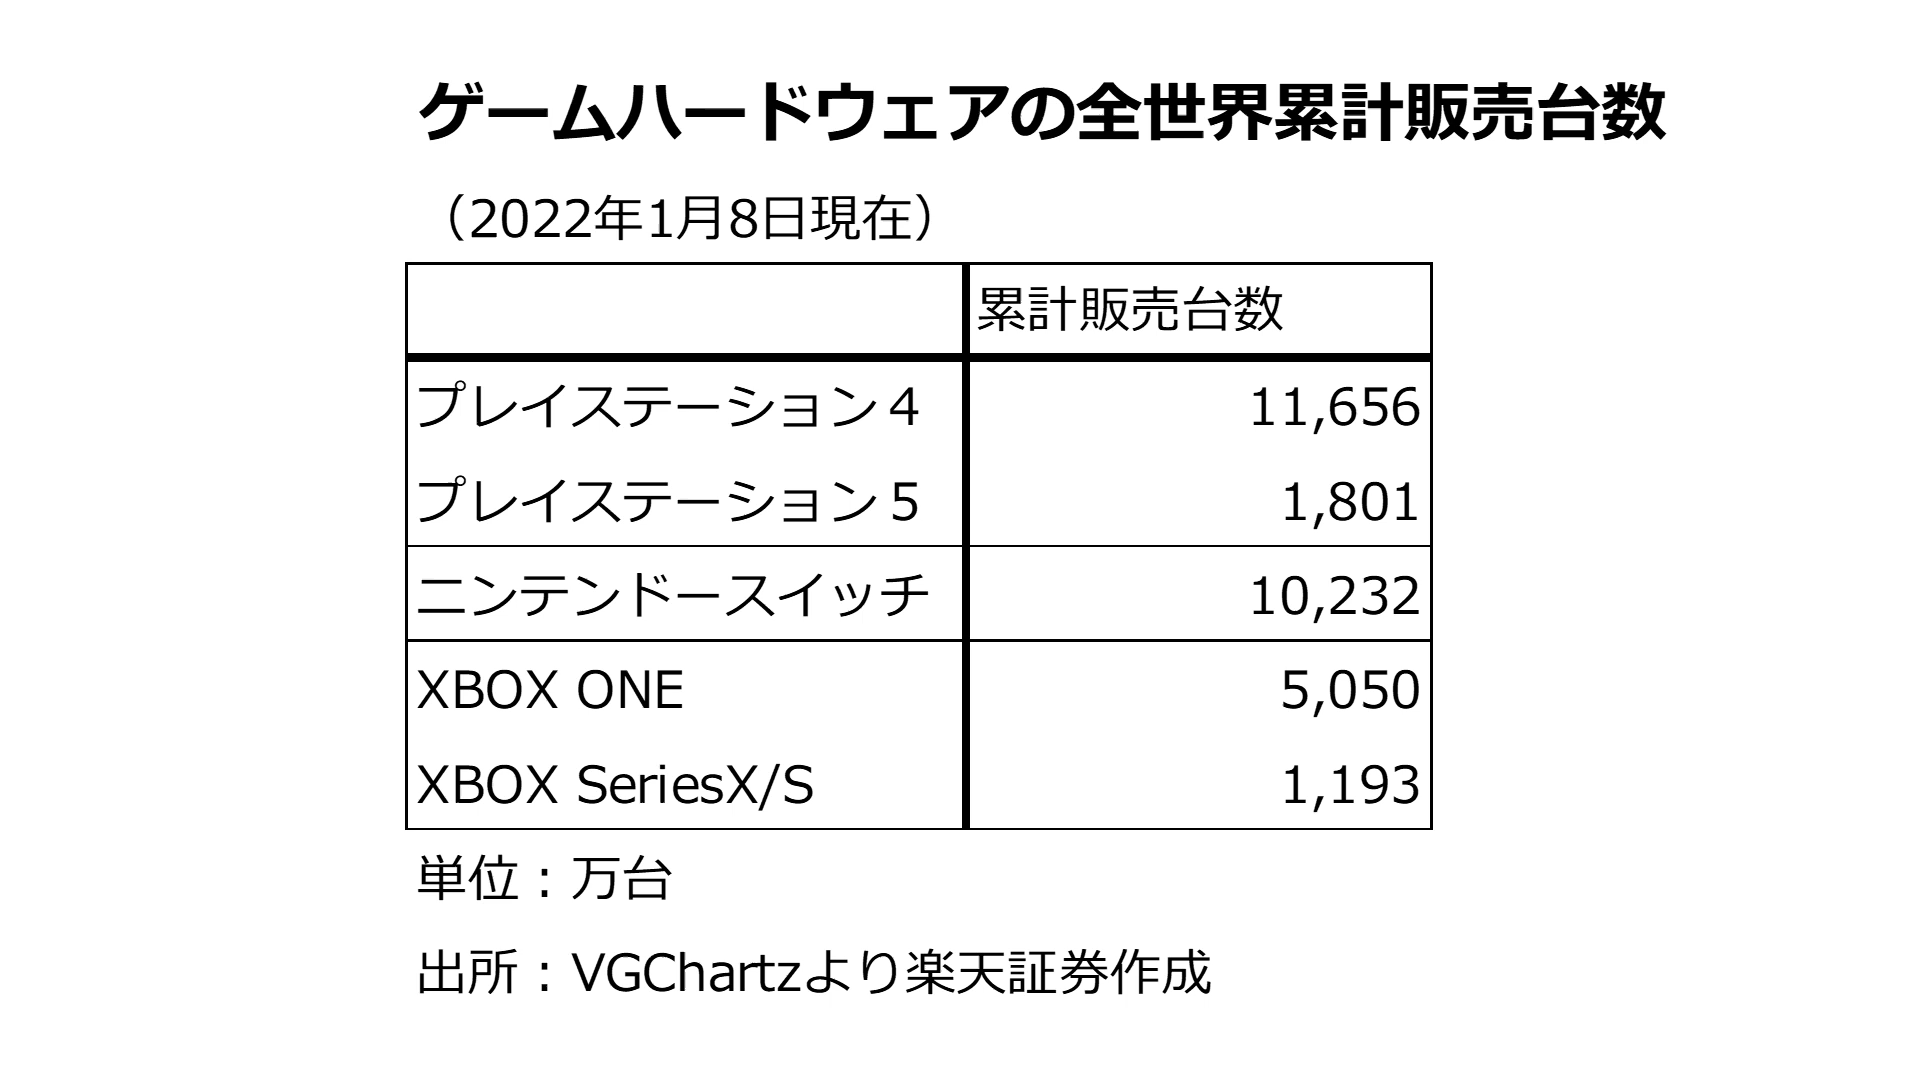 ゲームハードウェアの全世界累計販売台数
（2022年1月8日現在）
累計販売台数
プレイステーション４ 11,656
プレイステーション５ 1,801
ニンテンドースイッチ 10,232
XBOX ONE 5,050
XBOX SeriesX/S 1,193
単位：万台
出所：VGChartzより楽天証券作成